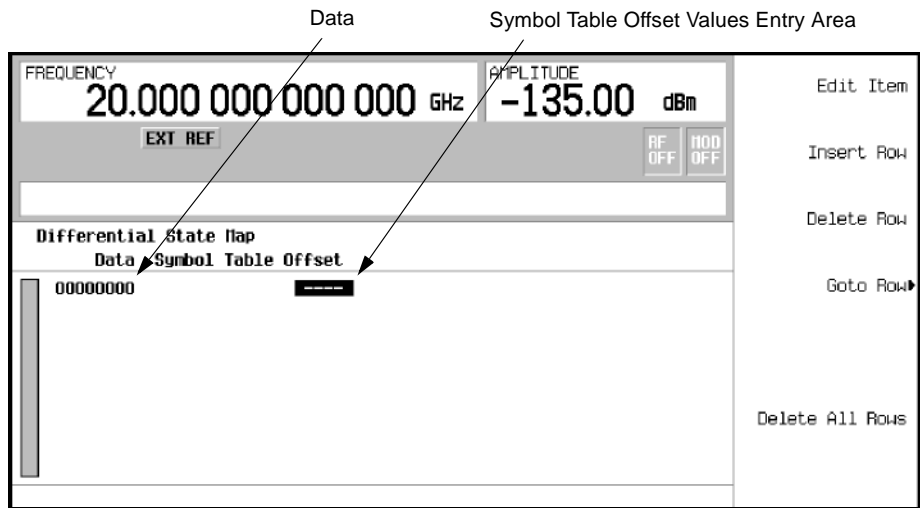 Data
Symbol Table Offset Values Entry Area
FREQUENCY
20.000 000 000 000 GHz
AMPLITUDE
-135.00 dBm
EXT REF
RF OFF
MOD OFF
Differential State Map
Data Symbol Table Offset
00000000 ----
Edit Item
Insert Row
Delete Row
Goto Row
Delete All Rows